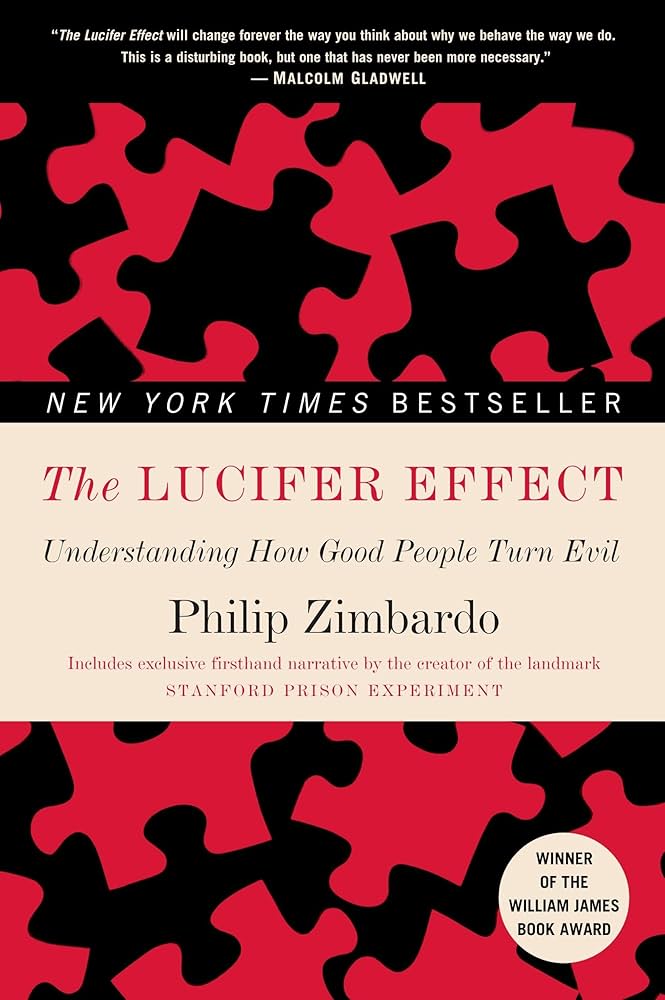 “The Lucifer Effect will change forever the way you think about why we behave the way we do.
This is a disturbing book, but one that has never been more necessary.”
— MALCOLM GLADWELL
NEW YORK TIMES BESTSELLER
The LUCIFER EFFECT
Understanding How Good People Turn Evil
Philip Zimbardo
Includes exclusive firsthand narrative by the creator of the landmark
STANFORD PRISON EXPERIMENT
WINNER
OF THE
WILLIAM JAMES
BOOK AWARD